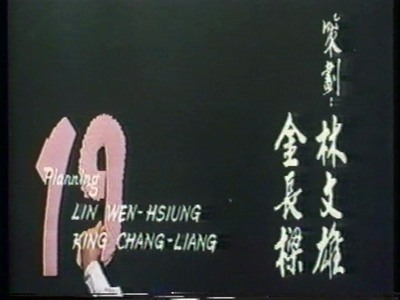 策劃:
林文雄
金長樑
19
Planning
LIN WEN-HSIUNG
KING CHANG-LIANG